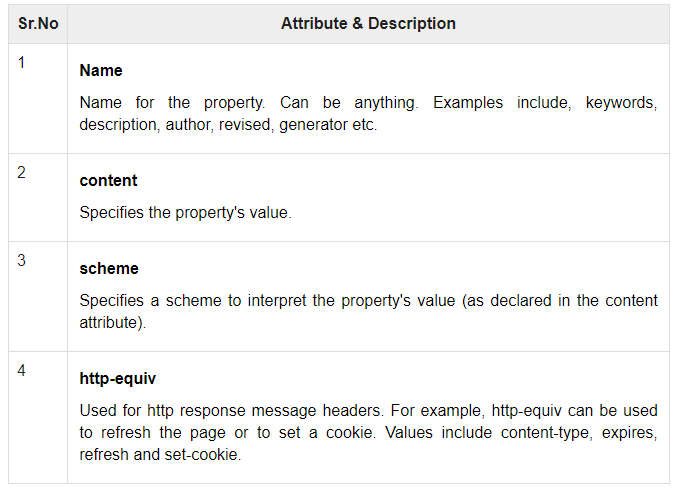 Sr.No Attribute & Description
1
Name
Name for the property. Can be anything. Examples include, keywords,
description, author, revised, generator etc.
2
content
Specifies the property's value.
3
scheme
Specifies a scheme to interpret the property's value (as declared in the content
attribute).
4
http-equiv
Used for http response message headers. For example, http-equiv can be used
to refresh the page or to set a cookie. Values include content-type, expires,
refresh and set-cookie.